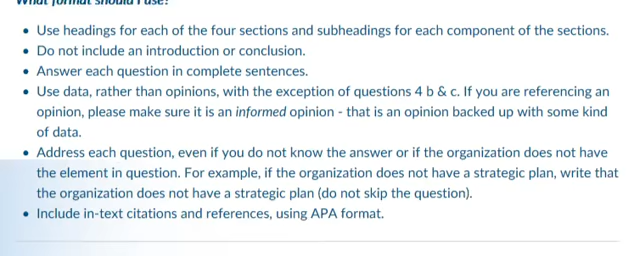 What format should I use?
• Use headings for each of the four sections and subheadings for each component of the sections.
• Do not include an introduction or conclusion.
• Answer each question in complete sentences.
• Use data, rather than opinions, with the exception of questions 4 b & c. If you are referencing an
opinion, please make sure it is an informed opinion - that is an opinion backed up with some kind
of data.
• Address each question, even if you do not know the answer or if the organization does not have
the element in question. For example, if the organization does not have a strategic plan, write that
the organization does not have a strategic plan (do not skip the question).
• Include in-text citations and references, using APA format.